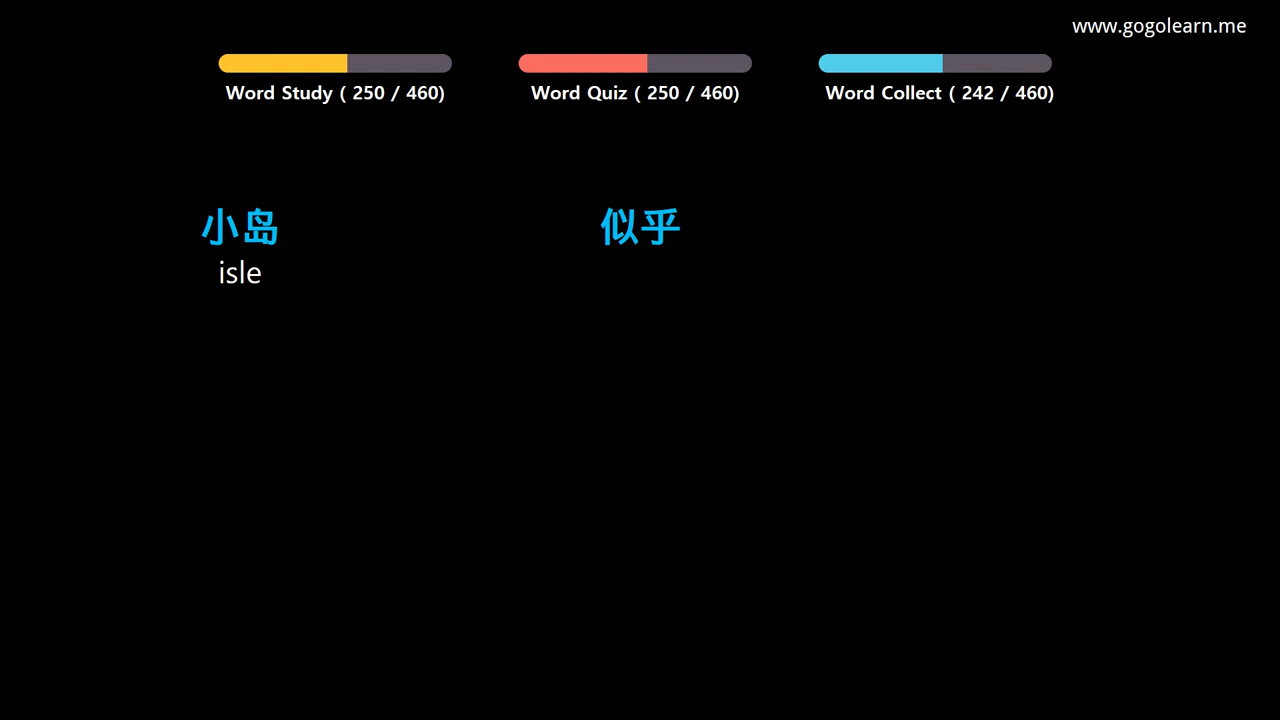 www.gogolearn.me
Word Study ( 250 / 460)
Word Quiz ( 250 / 460)
Word Collect ( 242 / 460)
小岛
isle
似乎